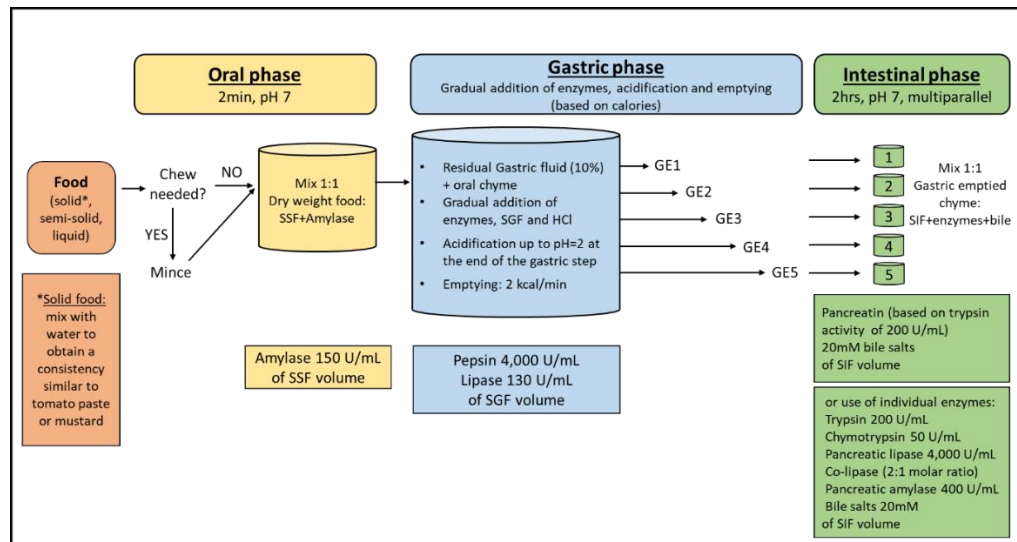 Oral phase
2min, pH 7
Gastric phase
Gradual addition of enzymes, acidification and emptying
(based on calories)
Intestinal phase
2hrs, pH 7, multiparallel
Food
(solid*,
semi-solid,
liquid)
Chew
needed?
NO
YES
Mince
Mix 1:1
Dry weight food:
SSF+Amylase
• Residual Gastric fluid (10%)
+ oral chyme
• Gradual addition of
enzymes, SGF and HCl
• Acidification up to pH=2 at
the end of the gastric step
• Emptying: 2 kcal/min
GE1
GE2
GE3
GE4
GE5
1
2
3
4
5
Mix 1:1
Gastric emptied
chyme:
SIF+enzymes+bile
*Solid food:
mix with
water to
obtain a
consistency
similar to
tomato paste
or mustard
Amylase 150 U/mL
of SSF volume
Pepsin 4,000 U/mL
Lipase 130 U/mL
of SGF volume
Pancreatin (based on trypsin
activity of 200 U/mL)
20mM bile salts
of SIF volume
or use of individual enzymes:
Trypsin 200 U/mL
Chymotrypsin 50 U/mL
Pancreatic lipase 4,000 U/mL
Co-lipase (2:1 molar ratio)
Pancreatic amylase 400 U/mL
Bile salts 20mM
of SIF volume